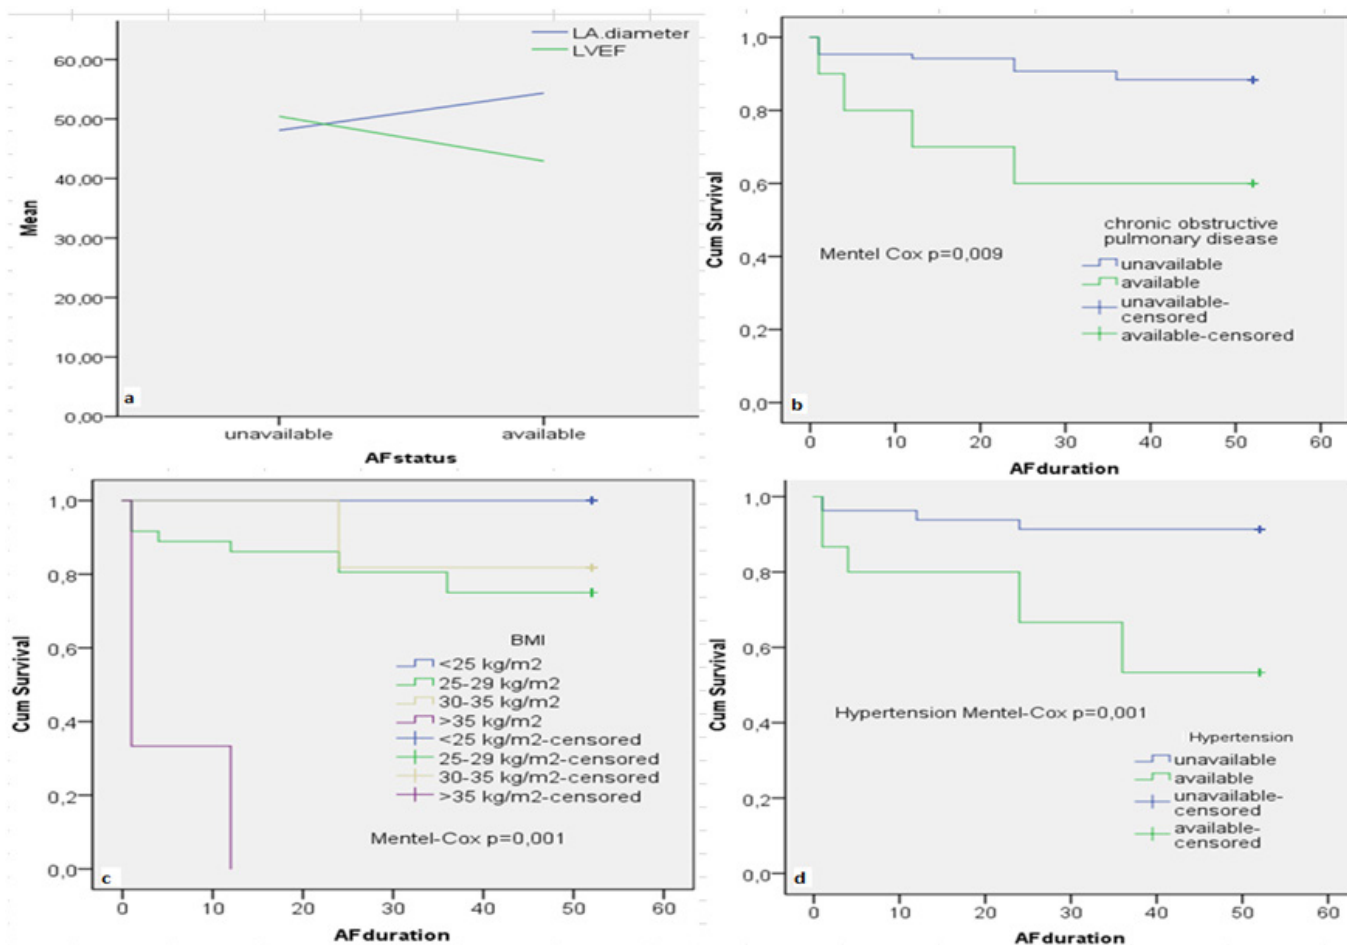 LA.diameter
LVEF
60,00
50,00
40,00
30,00
20,00
10,00
0,00
Mean
a
unavailable
available
AFstatus
1,0
0,8
0,6
0,4
0,2
0,0
Cum Survival
chronic obstructive
pulmonary disease
Mentel Cox p=0,009
unavailable
available
unavailable-
censored
available-censored
b
0
10
20
30
40
50
60
AFduration
1,0
0,8
0,6
0,4
0,2
0,0
Cum Survival
BMI
<25 kg/m2
25-29 kg/m2
30-35 kg/m2
>35 kg/m2
<25 kg/m2-censored
25-29 kg/m2-censored
30-35 kg/m2-censored
>35 kg/m2-censored
Mentel-Cox p=0,001
c
0
10
20
30
40
50
60
AFduration
1,0
0,8
0,6
0,4
0,2
0,0
Cum Survival
Hypertension Mentel-Cox p=0,001
Hypertension
unavailable
available
unavailable-
censored
available-
censored
d
0
10
20
30
40
50
60
AFduration